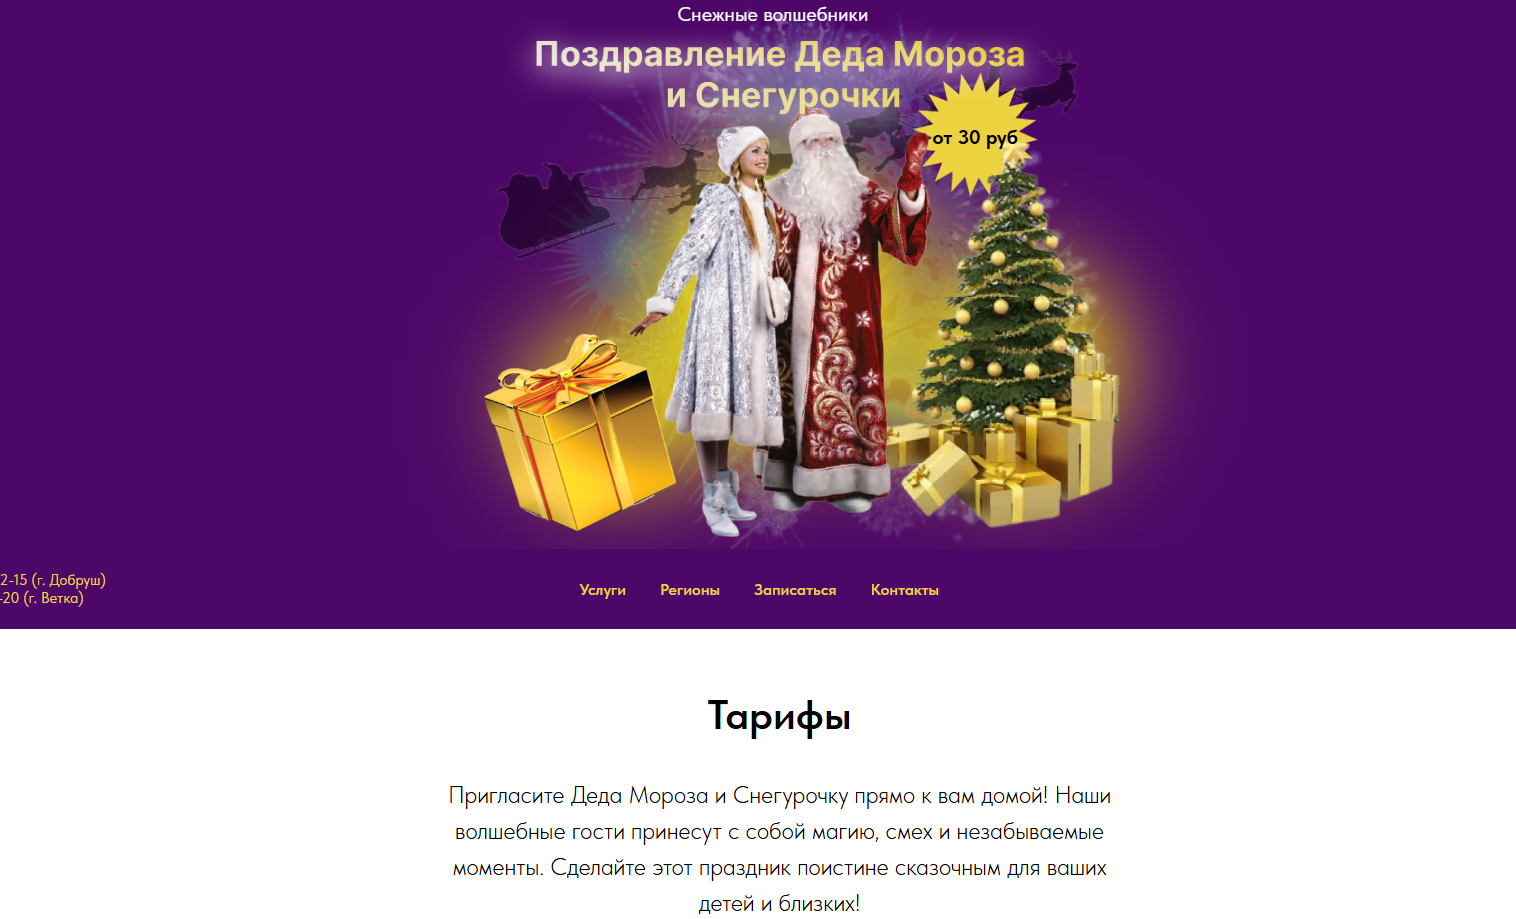 Снежные волшебники
Поздравление Деда Мороза
и Снегурочки
от 30 руб
2-15 (г. Добруш)
-20 (г. Ветка)
Услуги Регионы Записаться Контакты
Тарифы
Пригласите Деда Мороза и Снегурочку прямо к вам домой! Наши
волшебные гости принесут с собой магию, смех и незабываемые
моменты. Сделайте этот праздник поистине сказочным для ваших
детей и близких!